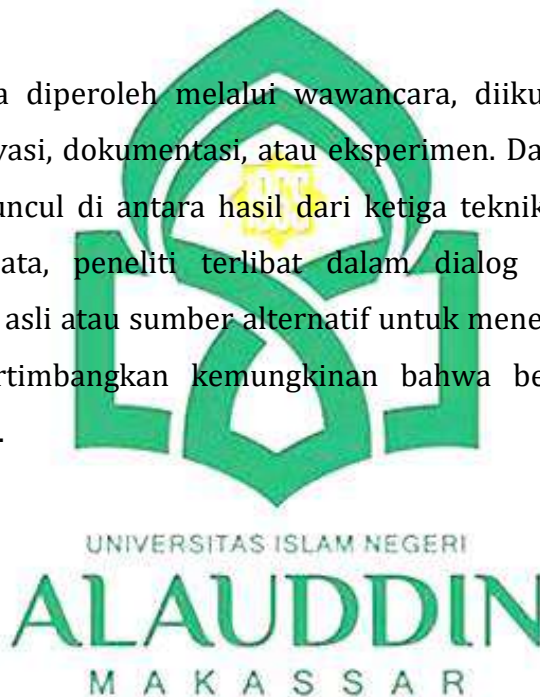 a diperoleh melalui wawancara, diiku
vasi, dokumentasi, atau eksperimen. Da
uncul di antara hasil dari ketiga teknik
ata, peneliti terlibat dalam dialog
asli atau sumber alternatif untuk mene
rtimbangkan kemungkinan bahwa be
.
UNIVERSITAS ISLAM NEGERI
ALAUDDIN
MAKASSAR